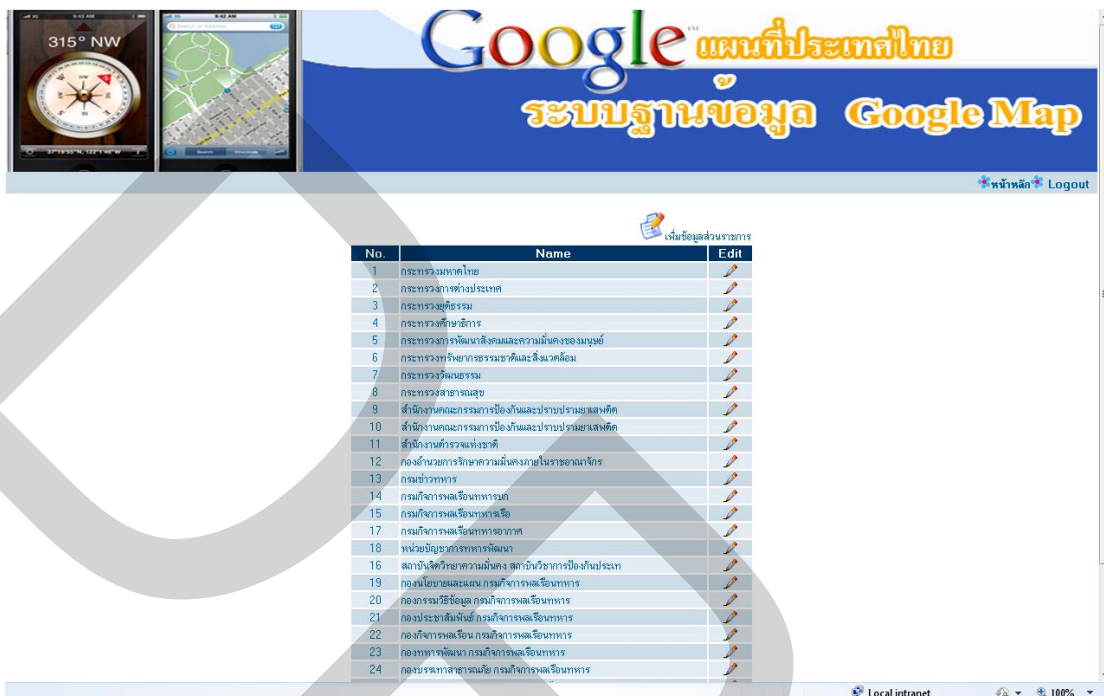 315° NW
37°19'55"N, 122°1'46"W
Google แผนที่ประเทศไทย
ระบบฐานข้อมูล Google Map
หน้าหลัก Logout
เพิ่มข้อมูลส่วนราชการ
No. Name Edit
1 กระทรวงมหาดไทย
2 กระทรวงการต่างประเทศ
3 กระทรวงยุติธรรม
4 กระทรวงศึกษาธิการ
5 กระทรวงการพัฒนาสังคมและความมั่นคงของมนุษย์
6 กระทรวงทรัพยากรธรรมชาติและสิ่งแวดล้อม
7 กระทรวงวัฒนธรรม
8 กระทรวงสาธารณสุข
9 สำนักงานคณะกรรมการป้องกันและปราบปรามยาเสพติด
10 สำนักงานคณะกรรมการป้องกันและปราบปรามยาเสพติด
11 สำนักงานตำรวจแห่งชาติ
12 กองอำนวยการรักษาความมั่นคงภายในราชอาณาจักร
13 กรมข่าวทหาร
14 กรมกิจการพลเรือนทหารบก
15 กรมกิจการพลเรือนทหารเรือ
17 กรมกิจการพลเรือนทหารอากาศ
18 หน่วยบัญชาการทหารพัฒนา
16 สถาบันจิตวิทยาความมั่นคง สถาบันวิชาการป้องกันประเท
19 กองนโยบายและแผน กรมกิจการพลเรือนทหาร
20 กองกรรมวิธีข้อมูล กรมกิจการพลเรือนทหาร
21 กองประชาสัมพันธ์ กรมกิจการพลเรือนทหาร
22 กองกิจการพลเรือน กรมกิจการพลเรือนทหาร
23 กองทหารพัฒนา กรมกิจการพลเรือนทหาร
24 กองบรรเทาสาธารณภัย กรมกิจการพลเรือนทหาร
Local intranet 100%